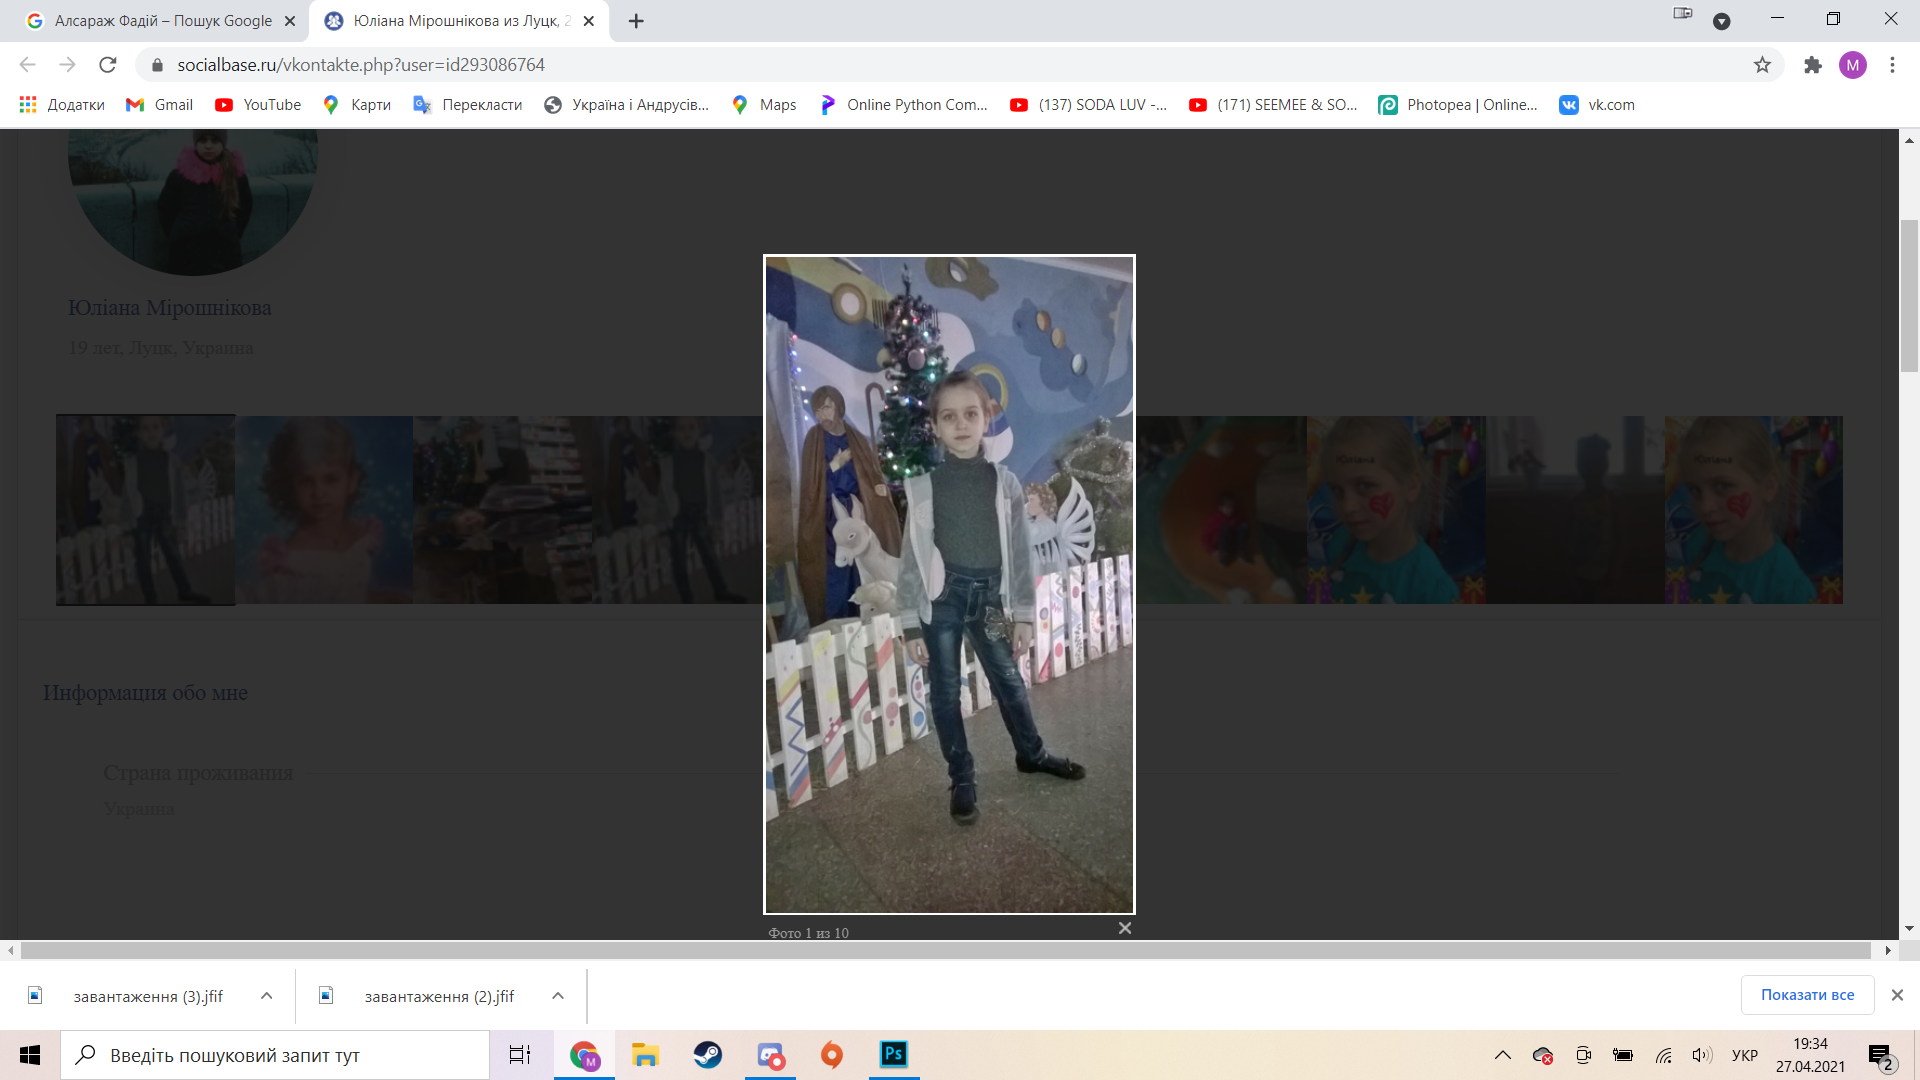 Алсараж Фадій – Пошук Google
Юліана Мірошнікова из Луцк, 2
socialbase.ru/vkontakte.php?user=id293086764
M
Додатки
Gmail
YouTube
Карти
Перекласти
Україна і Андрусів...
Maps
Online Python Com...
(137) SODA LUV -...
(171) SEEMEE & SO...
Photopea | Online...
vk.com
Юліана Мірошнікова
19 лет, Луцк, Украина
Юліана
Информация обо мне
Страна проживания
Украина
Фото 1 из 10
завантаження (3).jfif
завантаження (2).jfif
Показати все
Введіть пошуковий запит тут
M
Ps
УКР
19:34
27.04.2021
2